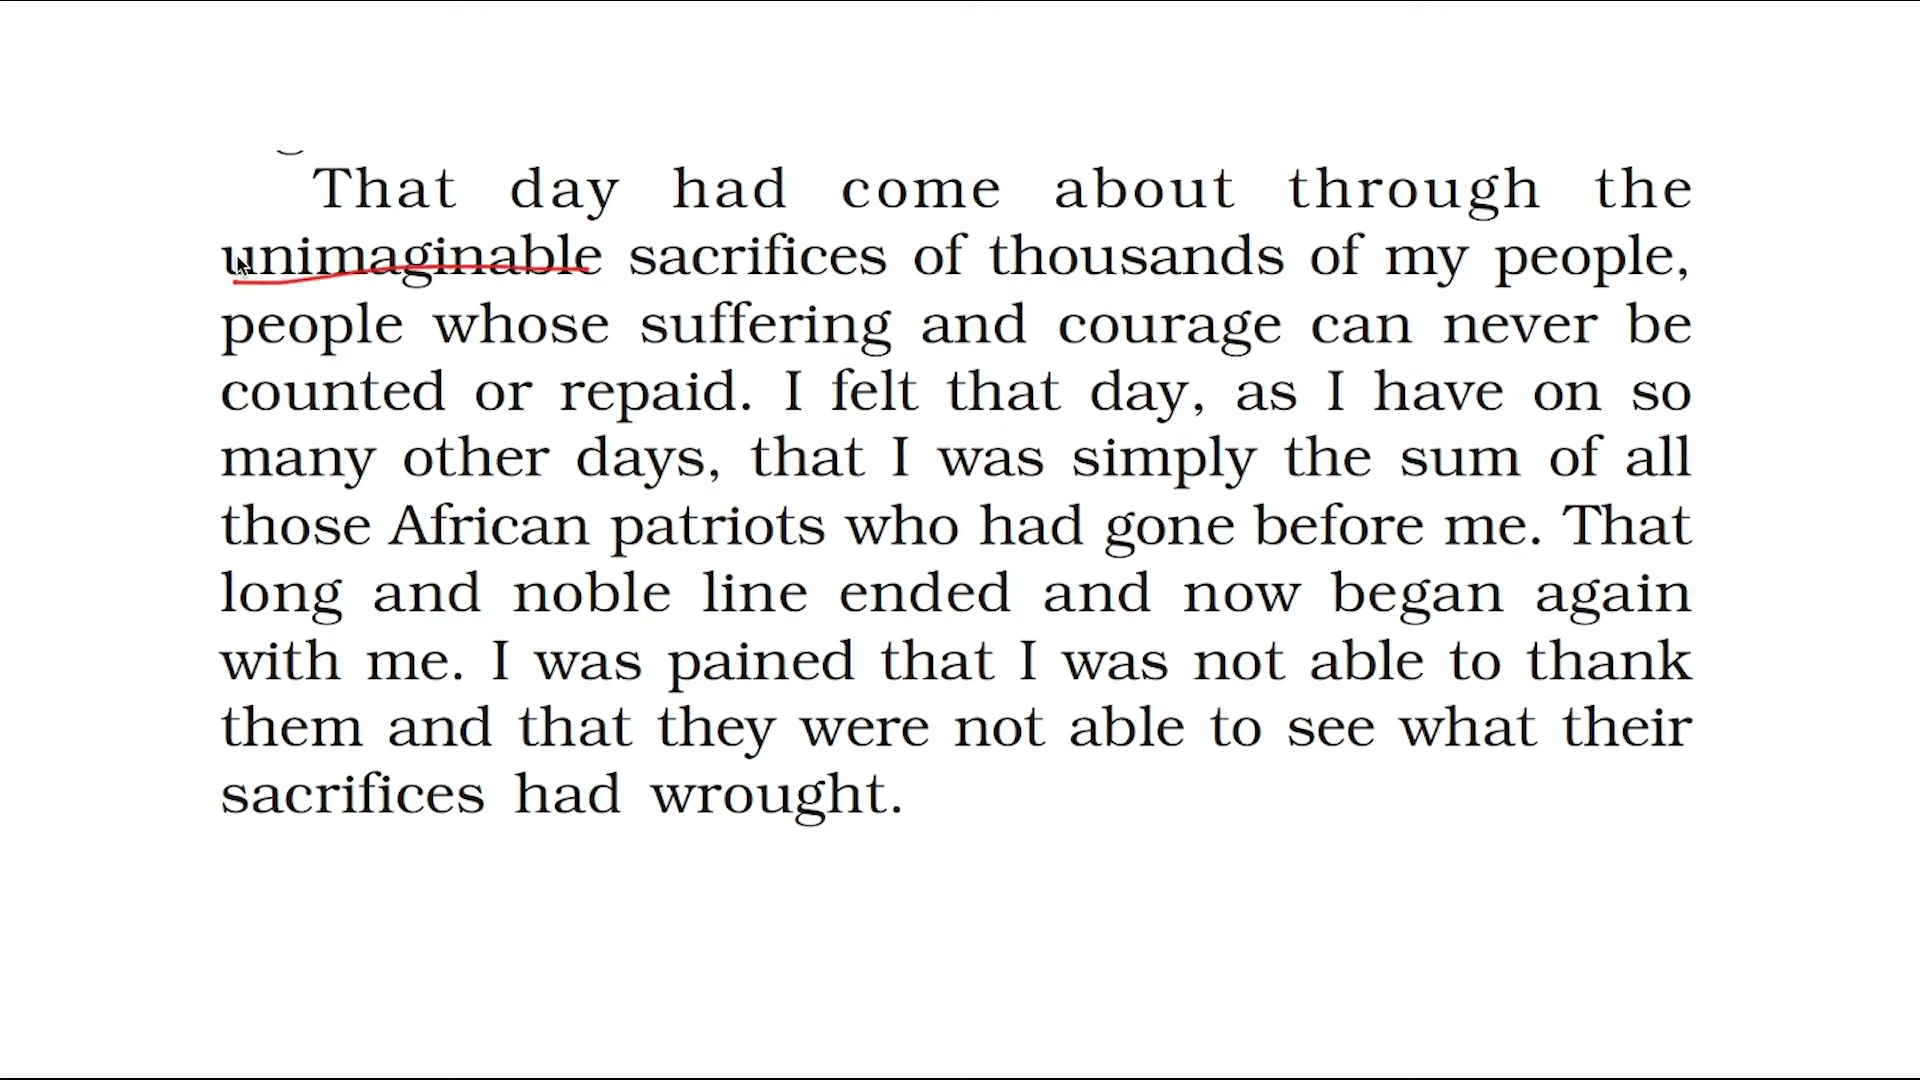 That day had come about through the
unimaginable sacrifices of thousands of my people,
people whose suffering and courage can never be
counted or repaid. I felt that day, as I have on so
many other days, that I was simply the sum of all
those African patriots who had gone before me. That
long and noble line ended and now began again
with me. I was pained that I was not able to thank
them and that they were not able to see what their
sacrifices had wrought.